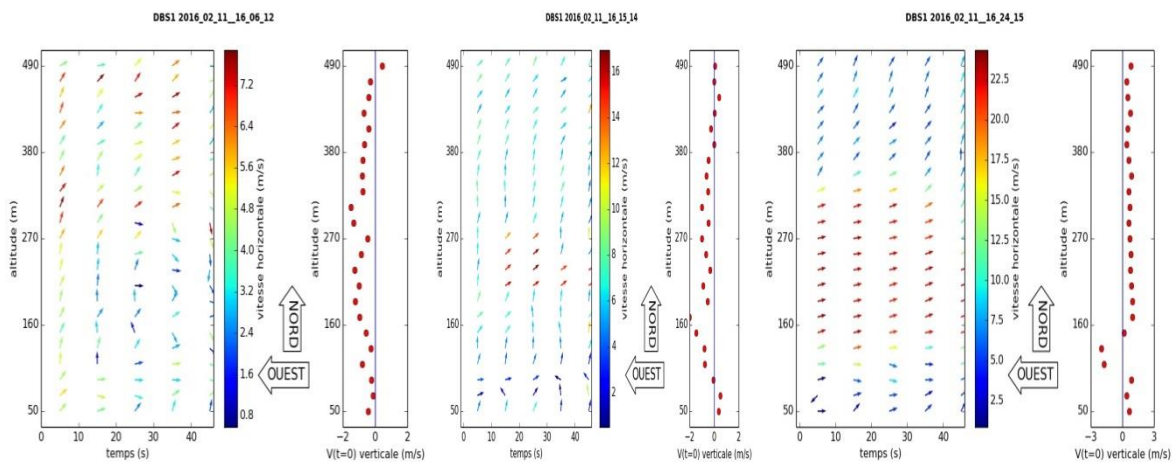 DBS1 2016_02_11__16_06_12
490
380
270
160
50
altitude (m)
0 10 20 30 40
temps (s)
7.2
6.4
5.6
4.8
4.0
3.2
2.4
1.6
0.8
vitesse horizontale (m/s)
NORD
OUEST
490
380
270
160
50
altitude (m)
−2 0 2
V(t=0) verticale (m/s)
DBS1 2016_02_11__16_15_14
490
380
270
160
50
altitude (m)
0 10 20 30 40
temps (s)
16
14
12
10
8
6
4
2
vitesse horizontale (m/s)
NORD
OUEST
490
380
270
160
50
altitude (m)
−2 −1 0 1 2
V(t=0) verticale (m/s)
DBS1 2016_02_11__16_24_15
490
380
270
160
50
altitude (m)
0 10 20 30 40
temps (s)
22.5
20.0
17.5
15.0
12.5
10.0
7.5
5.0
2.5
vitesse horizontale (m/s)
NORD
OUEST
490
380
270
160
50
altitude (m)
−3 0 3
V(t=0) verticale (m/s)